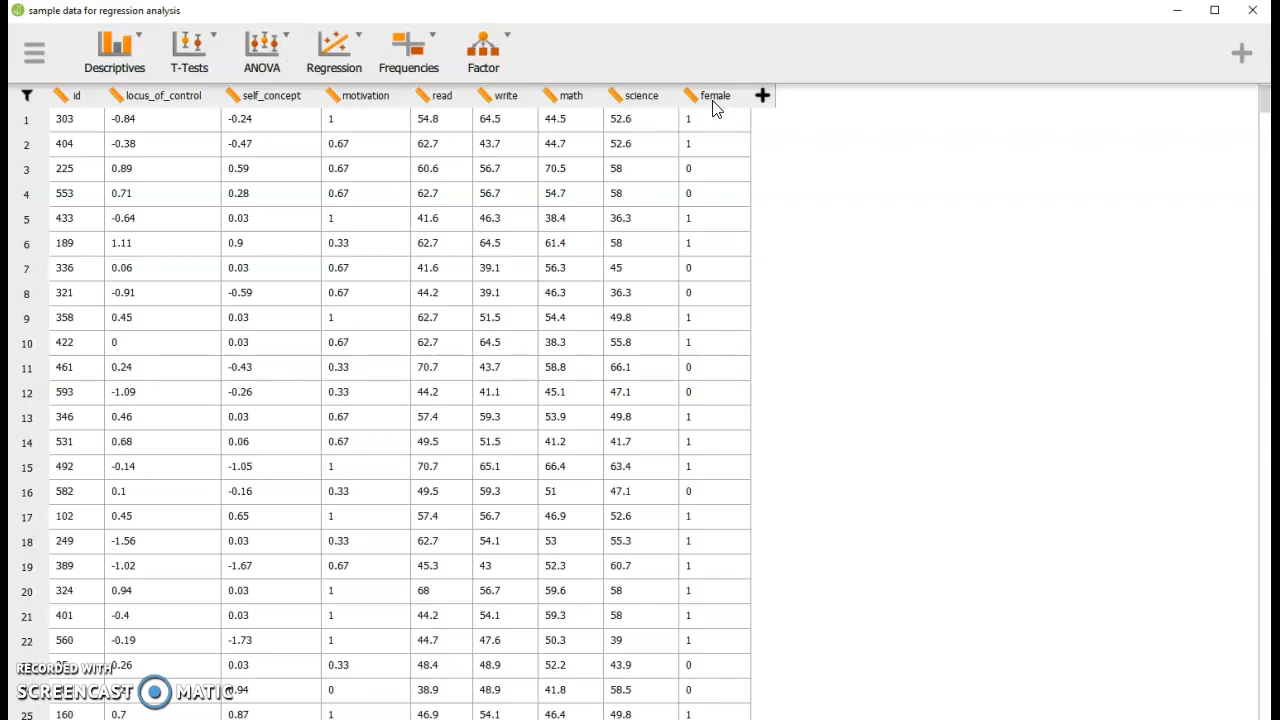 sample data for regression analysis
Descriptives T-Tests ANOVA Regression Frequencies Factor
id locus_of_control self_concept motivation read write math science female
1 303 -0.84 -0.24 1 54.8 64.5 44.5 52.6 1
2 404 -0.38 -0.47 0.67 62.7 43.7 44.7 52.6 1
3 225 0.89 0.59 0.67 60.6 56.7 70.5 58 0
4 553 0.71 0.28 0.67 62.7 56.7 54.7 58 0
5 433 -0.64 0.03 1 41.6 46.3 38.4 36.3 1
6 189 1.11 0.9 0.33 62.7 64.5 61.4 58 1
7 336 0.06 0.03 0.67 41.6 39.1 56.3 45 0
8 321 -0.91 -0.59 0.67 44.2 39.1 46.3 36.3 0
9 358 0.45 0.03 1 62.7 51.5 54.4 49.8 1
10 422 0 0.03 0.67 62.7 64.5 38.3 55.8 1
11 461 0.24 -0.43 0.33 70.7 43.7 58.8 66.1 0
12 593 -1.09 -0.26 0.33 44.2 41.1 45.1 47.1 0
13 346 0.46 0.03 0.67 57.4 59.3 53.9 49.8 1
14 531 0.68 0.06 0.67 49.5 51.5 41.2 41.7 1
15 492 -0.14 -1.05 1 70.7 65.1 66.4 63.4 1
16 582 0.1 -0.16 0.33 49.5 59.3 51 47.1 0
17 102 0.45 0.65 1 57.4 56.7 46.9 52.6 1
18 249 -1.56 0.03 0.33 62.7 54.1 53 55.3 1
19 389 -1.02 -1.67 0.67 45.3 43 52.3 60.7 1
20 324 0.94 0.03 1 68 56.7 59.6 58 1
21 401 -0.4 0.03 1 44.2 54.1 59.3 58 1
22 560 -0.19 -1.73 1 44.7 47.6 50.3 39 1
0.26 0.03 0.33 48.4 48.9 52.2 43.9 0
0 38.9 48.9 41.8 58.5 0
25 160 0.7 0.87 1 46.9 54.1 46.4 49.8 1
RECORDED WITH
SCREENCAST MATIC